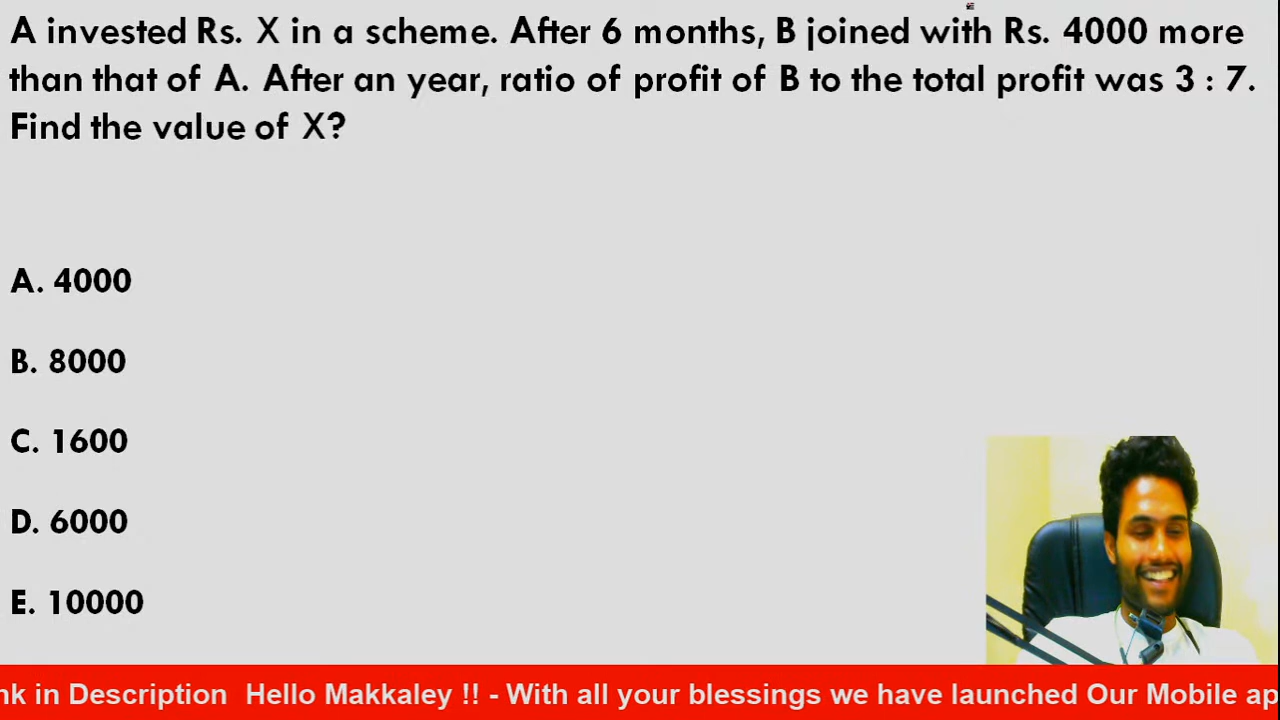 A invested Rs. X in a scheme. After 6 months, B joined with Rs. 4000 more
than that of A. After an year, ratio of profit of B to the total profit was 3 : 7.
Find the value of X?
A. 4000
B. 8000
C. 1600
D. 6000
E. 10000
nk in Description Hello Makkaley !! - With all your blessings we have launched Our Mobile ap